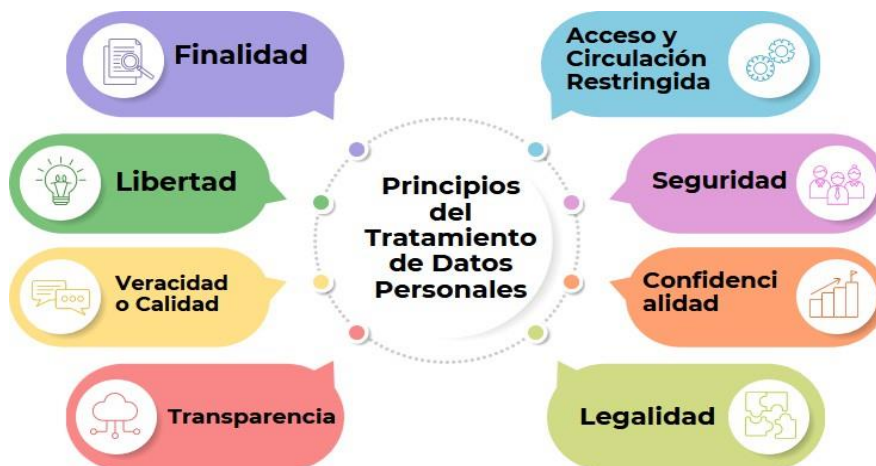 Finalidad
Libertad
Veracidad
o Calidad
Transparencia
Principios
del
Tratamiento
de Datos
Personales
Acceso y
Circulación
Restringida
Seguridad
Confidenci
alidad
Legalidad